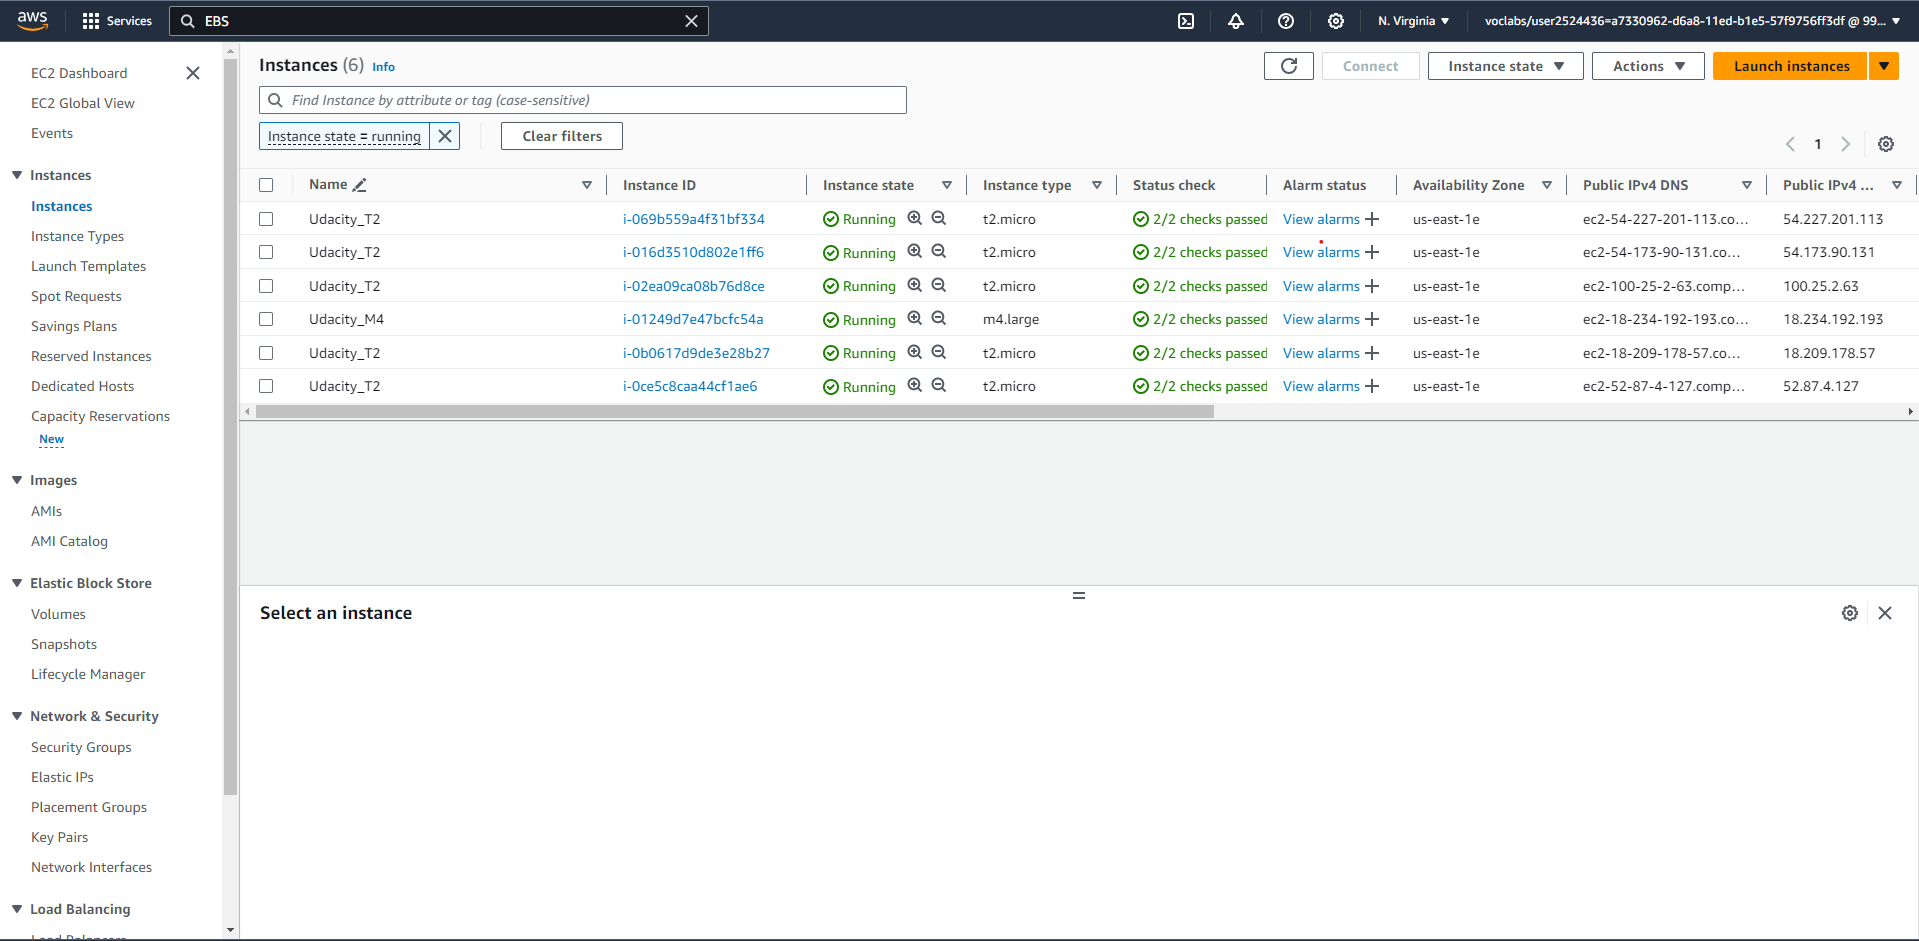 aws Services EBS N. Virginia voclabs/user2524436=a7330962-d6a8-11ed-b1e5-57f9756ff3df @ 99...
EC2 Dashboard
EC2 Global View
Events
Instances
Instances
Instance Types
Launch Templates
Spot Requests
Savings Plans
Reserved Instances
Dedicated Hosts
Capacity Reservations
New
Images
AMIs
AMI Catalog
Elastic Block Store
Volumes
Snapshots
Lifecycle Manager
Network & Security
Security Groups
Elastic IPs
Placement Groups
Key Pairs
Network Interfaces
Load Balancing
Load Balancers
Instances (6) Info
Connect Instance state Actions Launch instances
Find Instance by attribute or tag (case-sensitive)
Instance state = running Clear filters
1
Name Instance ID Instance state Instance type Status check Alarm status Availability Zone Public IPv4 DNS Public IPv4 ...
Udacity_T2 i-069b559a4f31bf334 Running t2.micro 2/2 checks passed View alarms us-east-1e ec2-54-227-201-113.co... 54.227.201.113
Udacity_T2 i-016d3510d802e1ff6 Running t2.micro 2/2 checks passed View alarms us-east-1e ec2-54-173-90-131.co... 54.173.90.131
Udacity_T2 i-02ea09ca08b76d8ce Running t2.micro 2/2 checks passed View alarms us-east-1e ec2-100-25-2-63.comp... 100.25.2.63
Udacity_M4 i-01249d7e47bcfc54a Running m4.large 2/2 checks passed View alarms us-east-1e ec2-18-234-192-193.co... 18.234.192.193
Udacity_T2 i-0b0617d9de3e28b27 Running t2.micro 2/2 checks passed View alarms us-east-1e ec2-18-209-178-57.co... 18.209.178.57
Udacity_T2 i-0ce5c8caa44cf1ae6 Running t2.micro 2/2 checks passed View alarms us-east-1e ec2-52-87-4-127.comp... 52.87.4.127
Select an instance